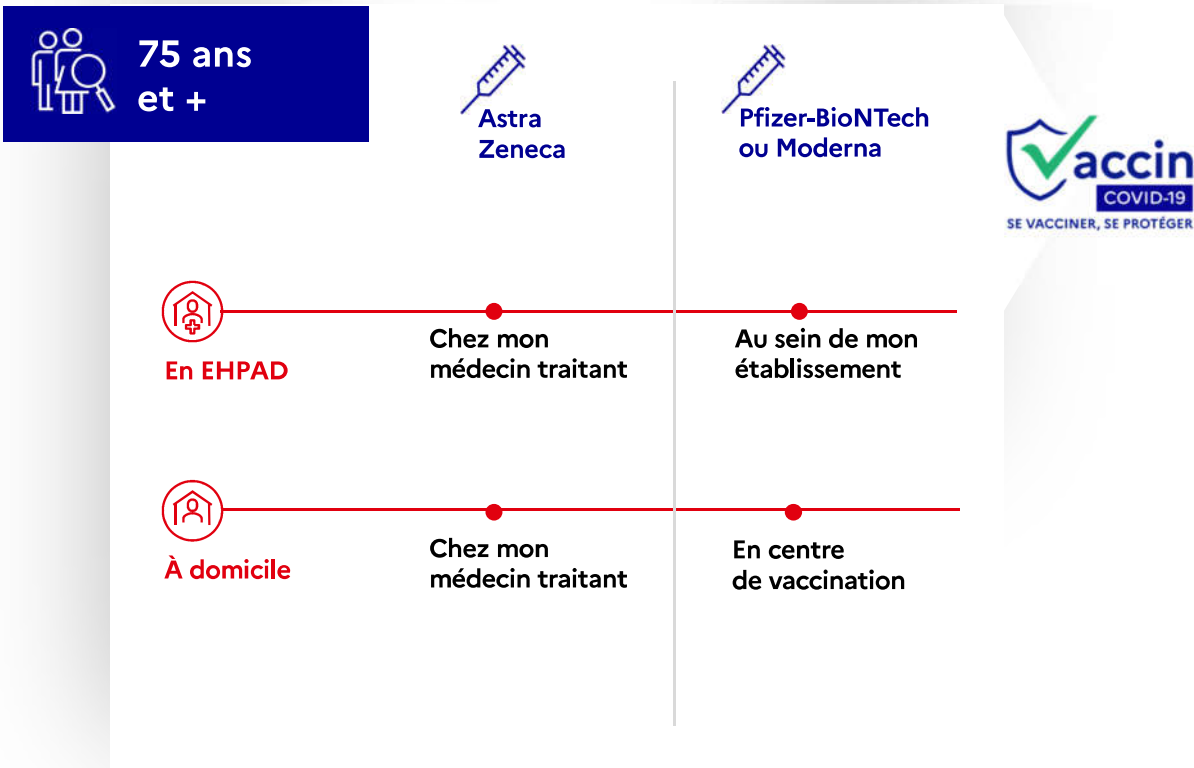 75 ans
et +
Astra
Zeneca
Pfizer-BioNTech
ou Moderna
Vaccin
COVID-19
SE VACCINER, SE PROTÉGER
En EHPAD
Chez mon
médecin traitant
Au sein de mon
établissement
À domicile
Chez mon
médecin traitant
En centre
de vaccination